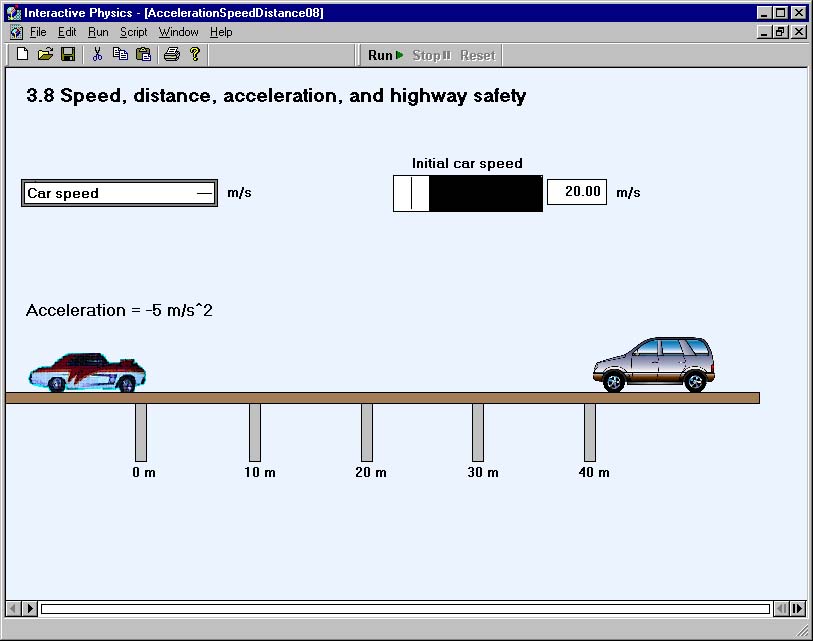 Interactive Physics - [AccelerationSpeedDistance08]
File Edit Run Script Window Help
Run Stop Reset
3.8 Speed, distance, acceleration, and highway safety
Initial car speed
Car speed — m/s
20.00 m/s
Acceleration = -5 m/s^2
0 m 10 m 20 m 30 m 40 m